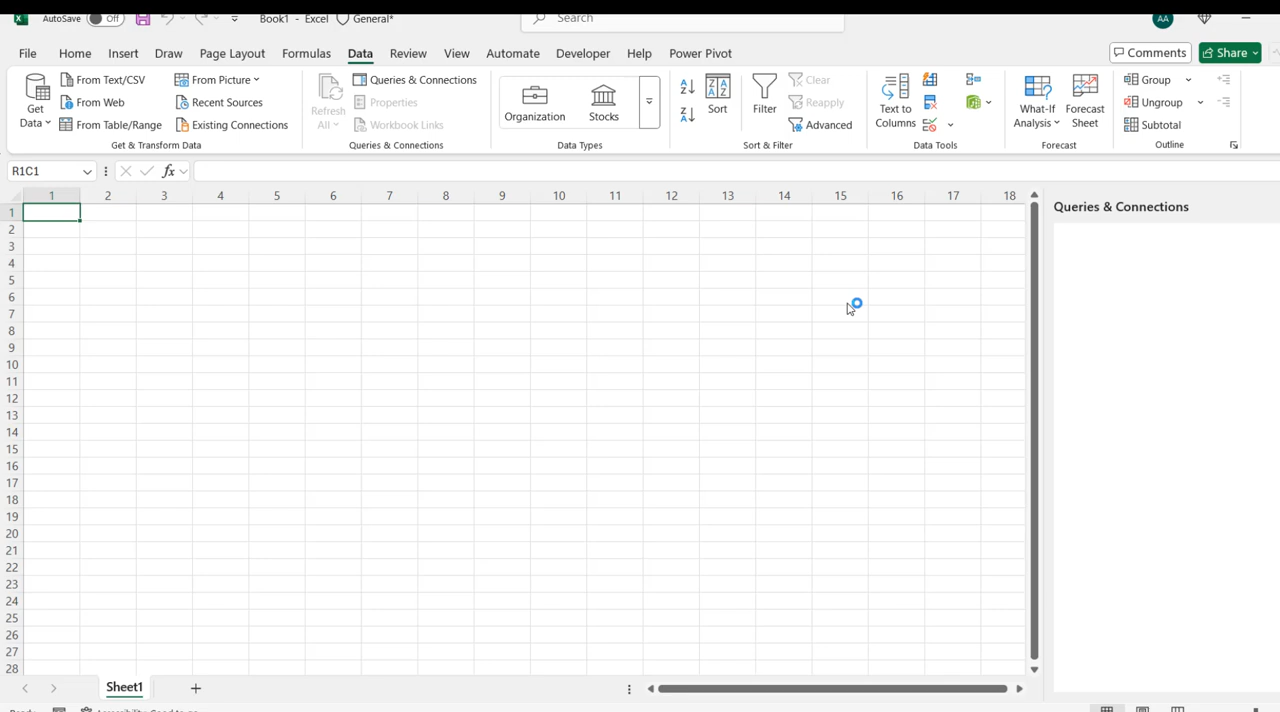 AutoSave Off Book1 - Excel General* Search AA
File Home Insert Draw Page Layout Formulas Data Review View Automate Developer Help Power Pivot Comments Share
Get Data
From Text/CSV
From Web
From Table/Range
From Picture
Recent Sources
Existing Connections
Get & Transform Data
Refresh All
Queries & Connections
Properties
Workbook Links
Queries & Connections
Organization
Stocks
Data Types
Sort
Filter
Clear
Reapply
Advanced
Sort & Filter
Text to Columns
Data Tools
What-If Analysis
Forecast Sheet
Forecast
Group
Ungroup
Subtotal
Outline
R1C1 fx
1 2 3 4 5 6 7 8 9 10 11 12 13 14 15 16 17 18
1
2
3
4
5
6
7
8
9
10
11
12
13
14
15
16
17
18
19
20
21
22
23
24
25
26
27
28
Queries & Connections
Sheet1